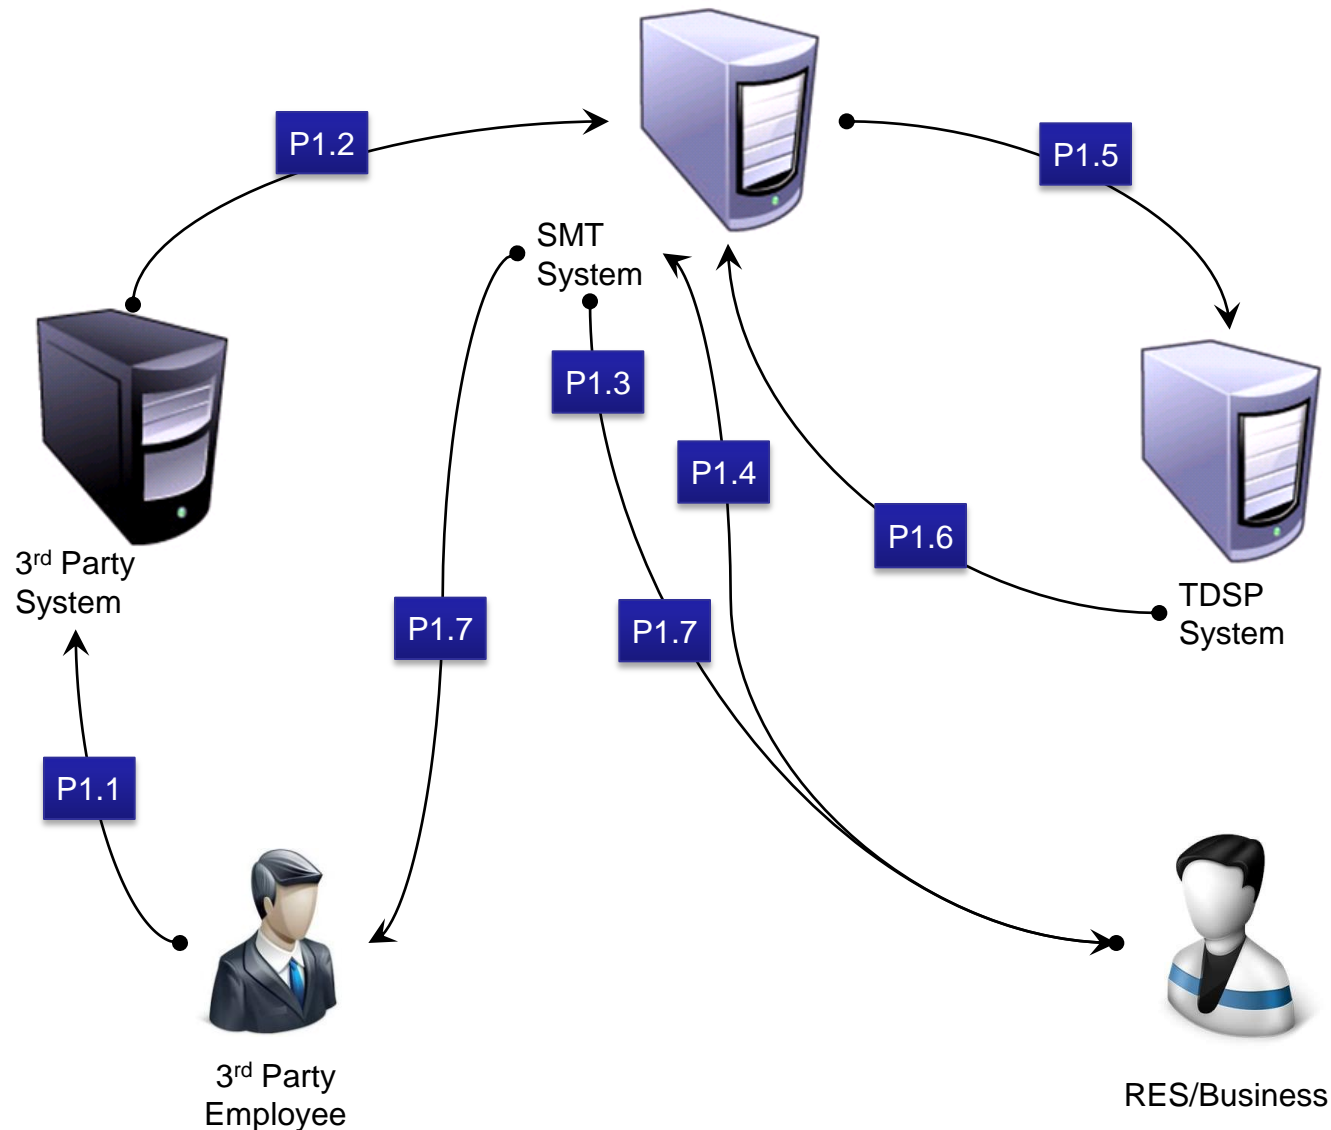 P1.2
P1.5
SMT
System
P1.3
P1.4
P1.6
3rd Party
System
P1.7
P1.7
TDSP
System
P1.1
3rd Party
Employee
RES/Business